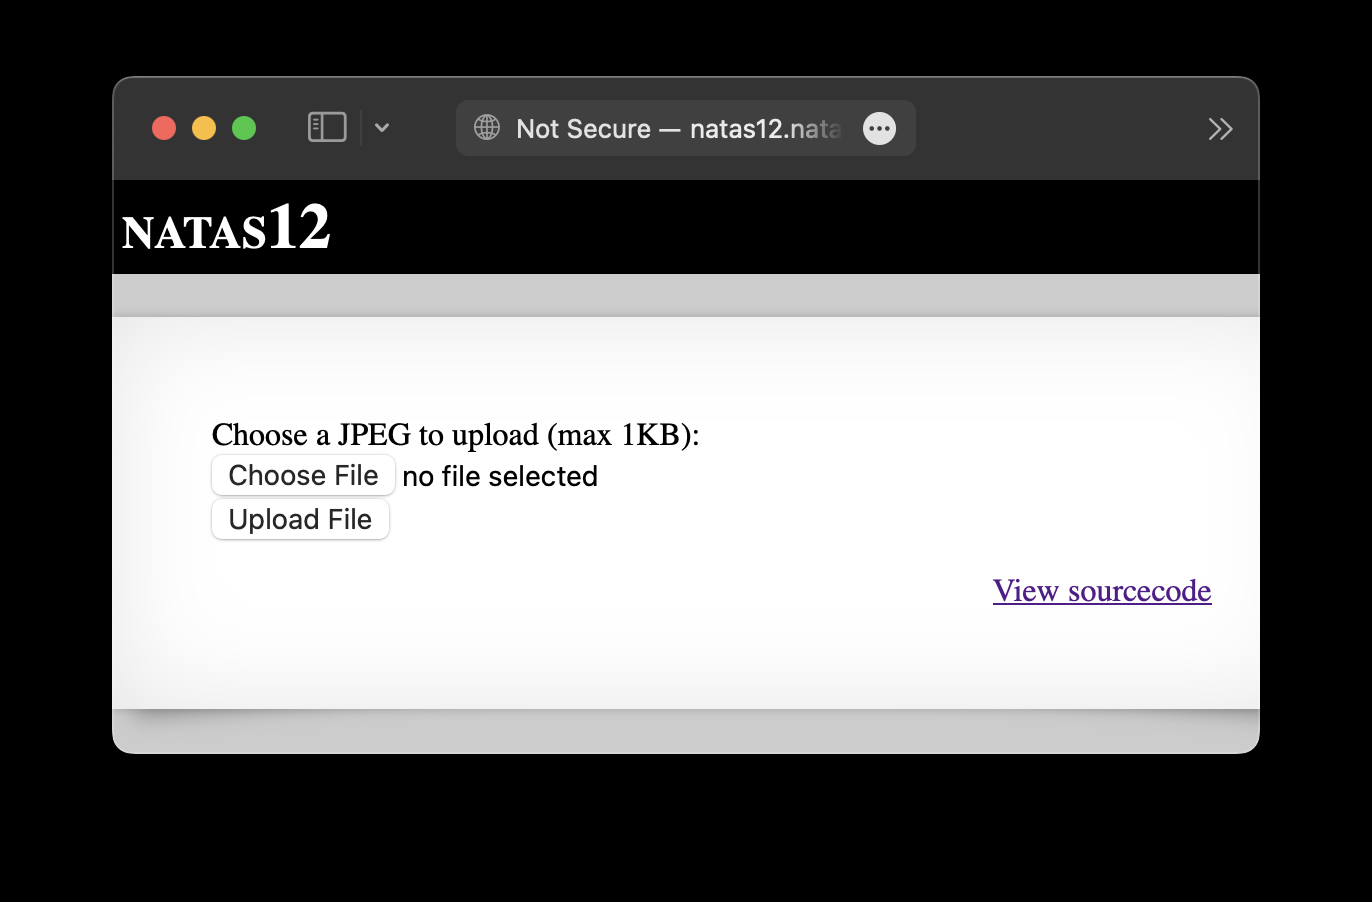 Not Secure — natas12.nata
NATAS12
Choose a JPEG to upload (max 1KB):
Choose File no file selected
Upload File
View sourcecode